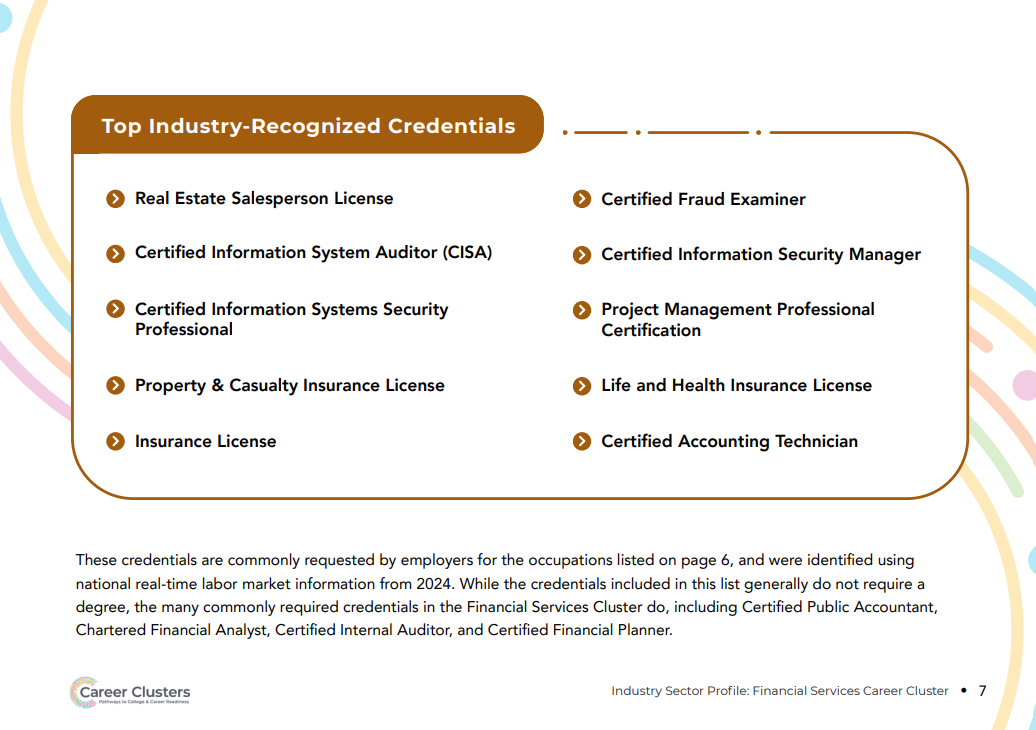 Top Industry-Recognized Credentials
Real Estate Salesperson License
Certified Information System Auditor (CISA)
Certified Information Systems Security
Professional
Property & Casualty Insurance License
Insurance License
Certified Fraud Examiner
Certified Information Security Manager
Project Management Professional
Certification
Life and Health Insurance License
Certified Accounting Technician
These credentials are commonly requested by employers for the occupations listed on page 6, and were identified using
national real-time labor market information from 2024. While the credentials included in this list generally do not require a
degree, the many commonly required credentials in the Financial Services Cluster do, including Certified Public Accountant,
Chartered Financial Analyst, Certified Internal Auditor, and Certified Financial Planner.
Career Clusters
Pathways to College & Career Readiness
Industry Sector Profile: Financial Services Career Cluster • 7